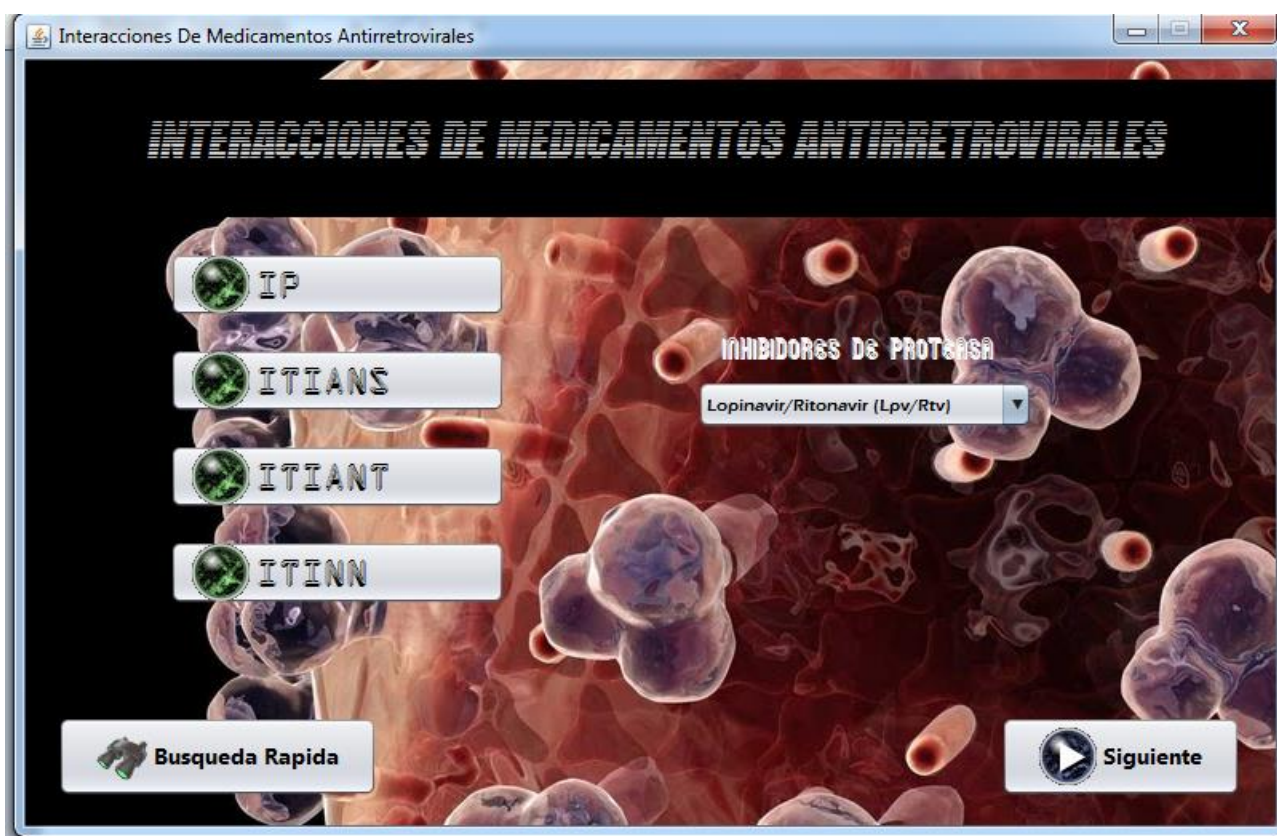 Interacciones De Medicamentos Antirretrovirales
INTERACCIONES DE MEDICAMENTOS ANTIRRETROVIRALES
IP
ITIANS
ITIANT
ITINN
INHIBIDORES DE PROTEASA
Lopinavir/Ritonavir (Lpv/Rtv)
Busqueda Rapida
Siguiente